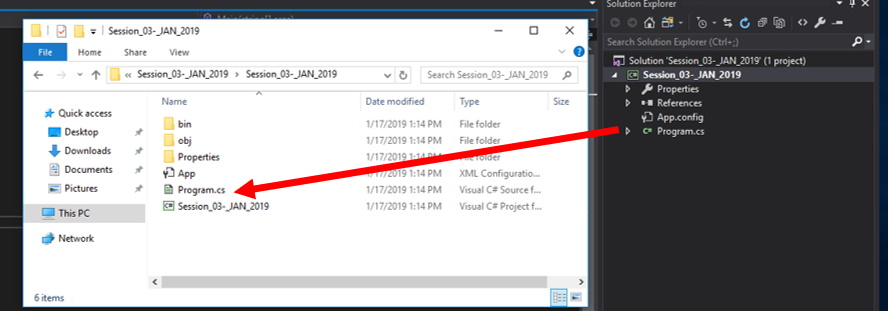 Session_03-_JAN_2019
File Home Share View
« Session_03-_JAN_2019 > Session_03-_JAN_2019
Search Session_03-_JAN_2019
Quick access
Desktop
Downloads
Documents
Pictures
This PC
Network
Name Date modified Type Size
bin 1/17/2019 1:14 PM File folder
obj 1/17/2019 1:14 PM File folder
Properties 1/17/2019 1:14 PM File folder
App 1/17/2019 1:14 PM XML Configuratio...
Program.cs 1/17/2019 1:14 PM Visual C# Source f...
Session_03-_JAN_2019 1/17/2019 1:14 PM Visual C# Project f...
6 items
Solution Explorer
Search Solution Explorer (Ctrl+;)
Solution 'Session_03-_JAN_2019' (1 project)
Session_03-_JAN_2019
Properties
References
App.config
C# Program.cs